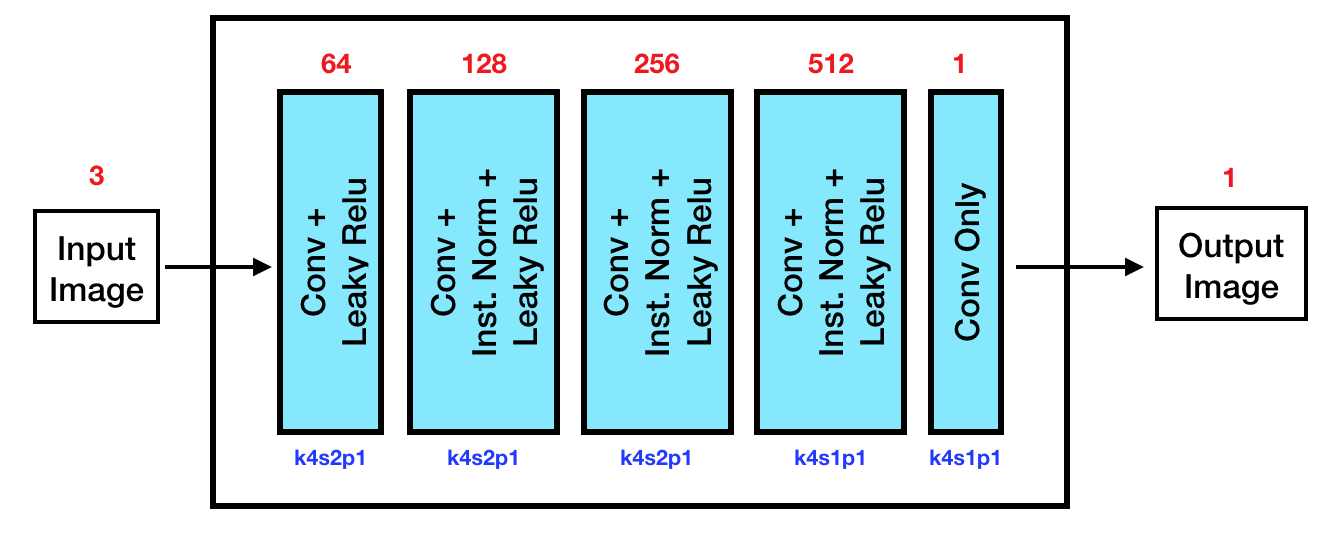 3
Input
Image
64
Conv +
Leaky Relu
k4s2p1
128
Conv +
Inst. Norm +
Leaky Relu
k4s2p1
256
Conv +
Inst. Norm +
Leaky Relu
k4s2p1
512
Conv +
Inst. Norm +
Leaky Relu
k4s1p1
1
Conv Only
k4s1p1
1
Output
Image